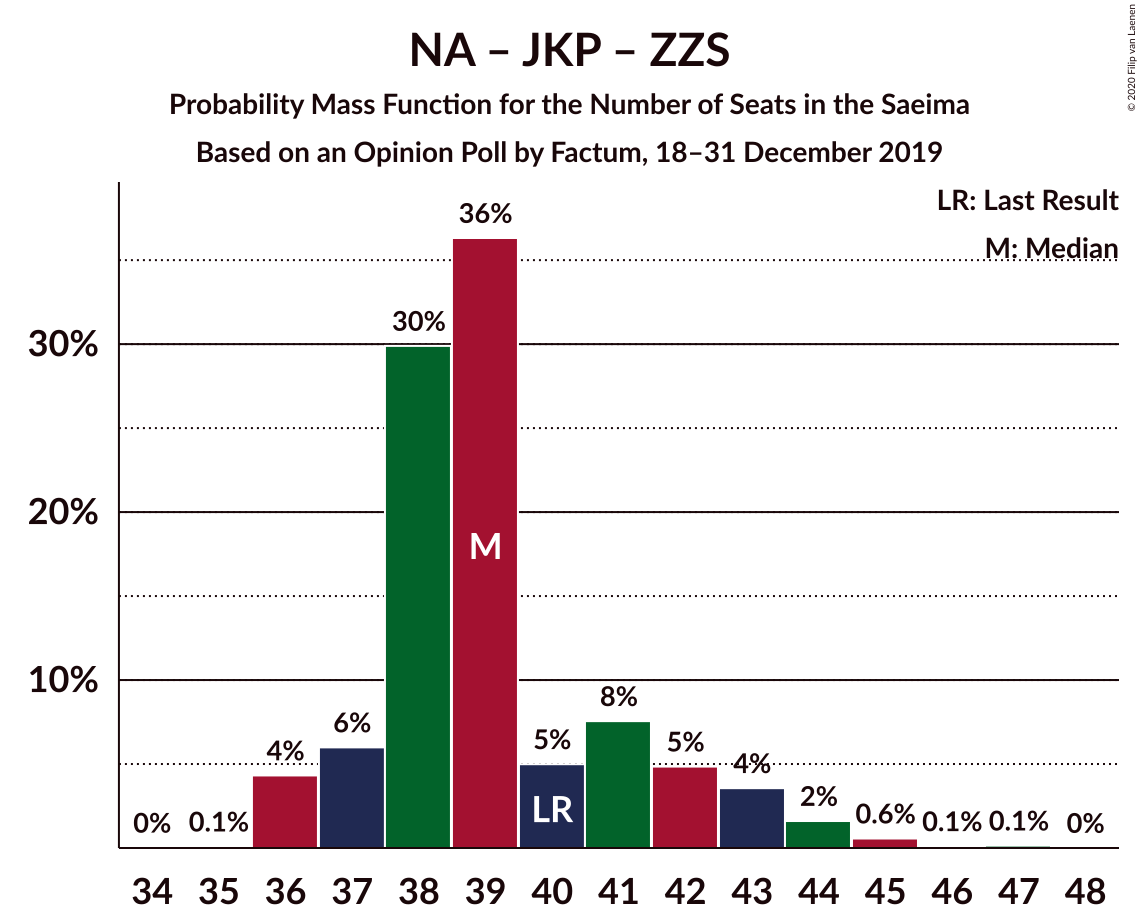 NA – JKP – ZZS
Probability Mass Function for the Number of Seats in the Saeima
Based on an Opinion Poll by Factum, 18–31 December 2019
© 2020 Filip van Laenen
LR: Last Result
M: Median
30%
20%
10%
0%
0.1%
4%
6%
30%
36%
5%
8%
5%
4%
2%
0.6%
0.1%
0.1%
0%
M
LR
34 35 36 37 38 39 40 41 42 43 44 45 46 47 48